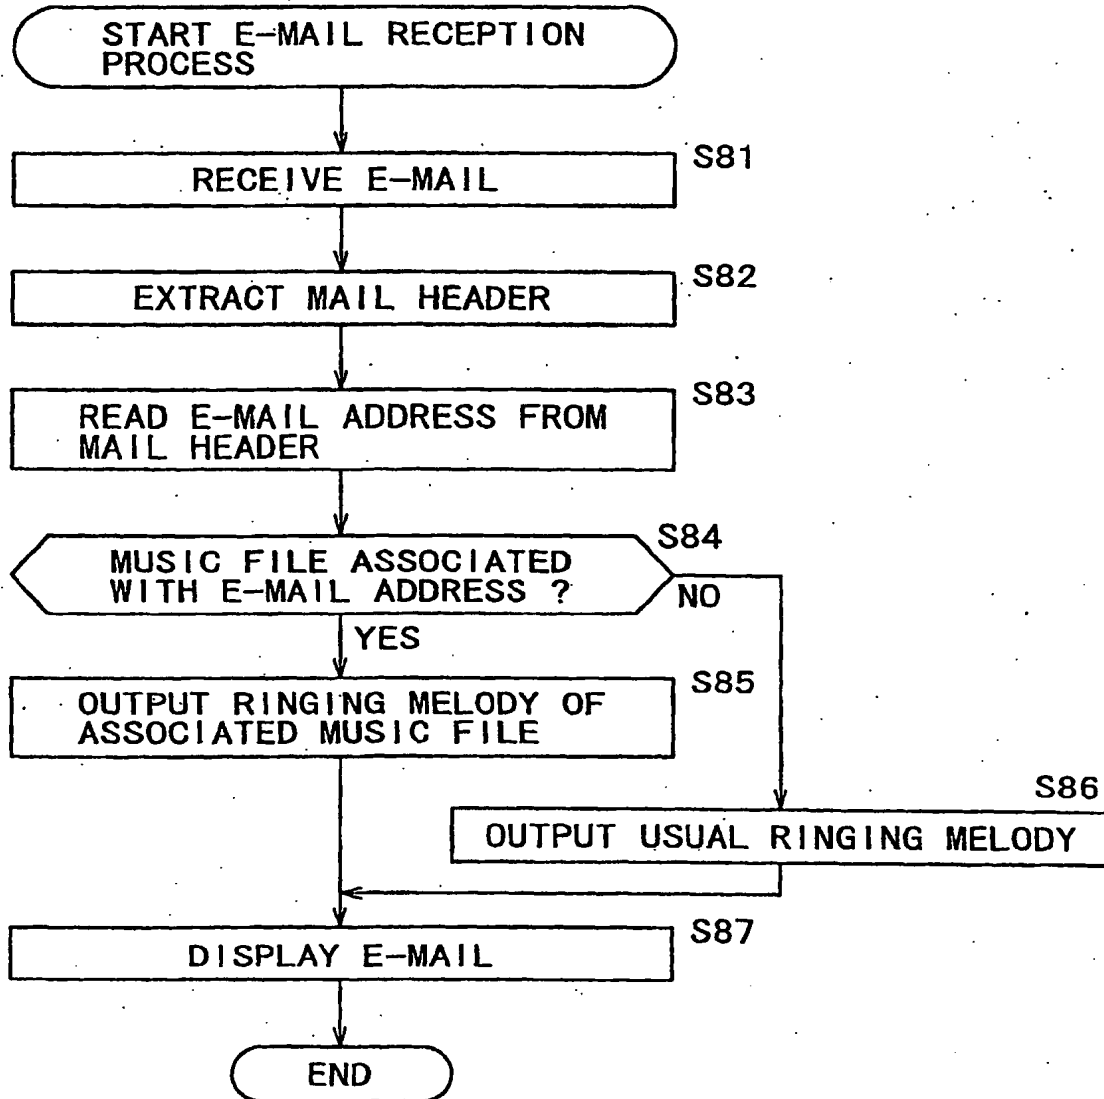 START E-MAIL RECEPTION
PROCESS
S81
RECEIVE E-MAIL
S82
EXTRACT MAIL HEADER
S83
READ E-MAIL ADDRESS FROM
MAIL HEADER
S84
MUSIC FILE ASSOCIATED
WITH E-MAIL ADDRESS ?
NO
YES
S85
OUTPUT RINGING MELODY OF
ASSOCIATED MUSIC FILE
S86
OUTPUT USUAL RINGING MELODY
S87
DISPLAY E-MAIL
END